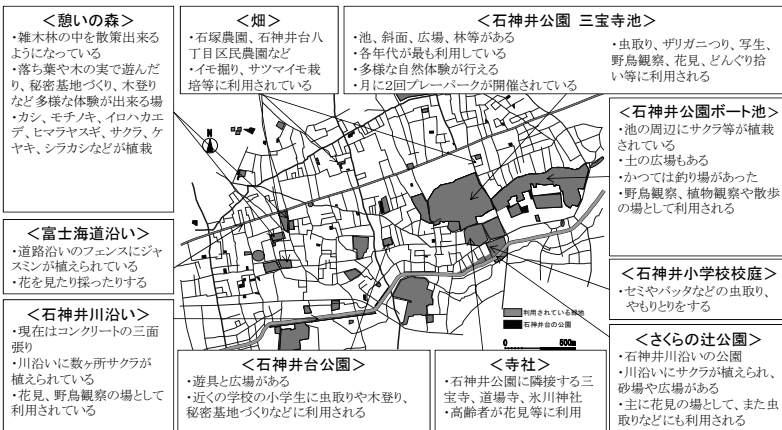 ＜憩いの森＞
・雑木林の中を散策出来る
ようになっている
・落ち葉や木の実で遊んだ
り、秘密基地づくり、木登り
など多様な体験が出来る場
・カシ、モチノキ、イロハカエ
デ、ヒマラヤスギ、サクラ、ケ
ヤキ、シラカシなどが植栽
＜畑＞
・石塚農園、石神井台八
丁目区民農園など
・イモ掘り、サツマイモ栽
培等に利用されている
＜石神井公園 三宝寺池＞
・池、斜面、広場、林等がある
・各年代が最も利用している
・多様な自然体験が行える
・月に2回プレーパークが開催されている
・虫取り、ザリガニつり、写生、
野鳥観察、花見、どんぐり拾
い等に利用される
＜石神井公園ボート池＞
・池の周辺にサクラ等が植栽
されている
・土の広場もある
・かつては釣り場があった
・野鳥観察、植物観察や散歩
の場として利用される
N
＜富士海道沿い＞
・道路沿いのフェンスにジャ
スミンが植えられている
・花を見たり採ったりする
＜石神井小学校校庭＞
・セミやバッタなどの虫取り、
やもりとりをする
＜石神井川沿い＞
・現在はコンクリートの三面
張り
・川沿いに数ヶ所サクラが
植えられている
・花見、野鳥観察の場として
利用されている
利用されている緑地
石神井台の公園
0 500m
＜石神井台公園＞
・遊具と広場がある
・近くの学校の小学生に虫取りや木登り、
秘密基地づくりなどに利用される
＜寺社＞
・石神井公園に隣接する三
宝寺、道場寺、氷川神社
・高齢者が花見等に利用
＜さくらの辻公園＞
・石神井川沿いの公園
・川沿いにサクラが植えられ、
砂場や広場がある
・主に花見の場として、また虫
取りなどにも利用される